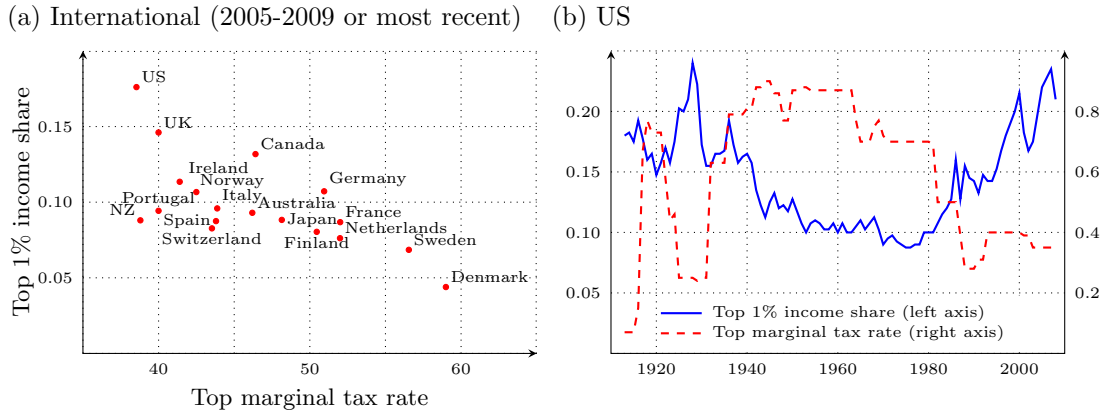 (a) International (2005-2009 or most recent)
Top 1% income share
0.15
0.10
0.05
US
UK
Canada
Ireland
Norway
Germany
Portugal
Italy
Australia
NZ
Spain
Japan
France
Switzerland
Finland
Netherlands
Sweden
Denmark
40
50
60
Top marginal tax rate
(b) US
0.20
0.15
0.10
0.05
0.8
0.6
0.4
0.2
Top 1% income share (left axis)
Top marginal tax rate (right axis)
1920
1940
1960
1980
2000